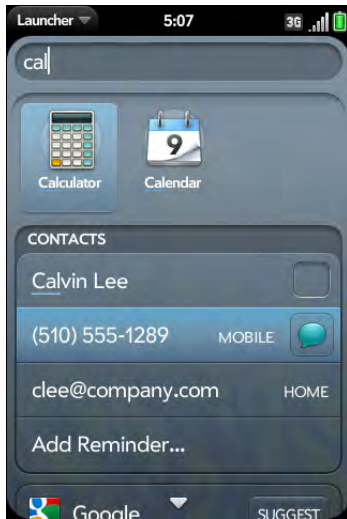 Launcher 5:07 3G
cal
9
Calculator Calendar
CONTACTS
Calvin Lee
(510) 555-1289 MOBILE
clee@company.com HOME
Add Reminder...
Google SUGGEST